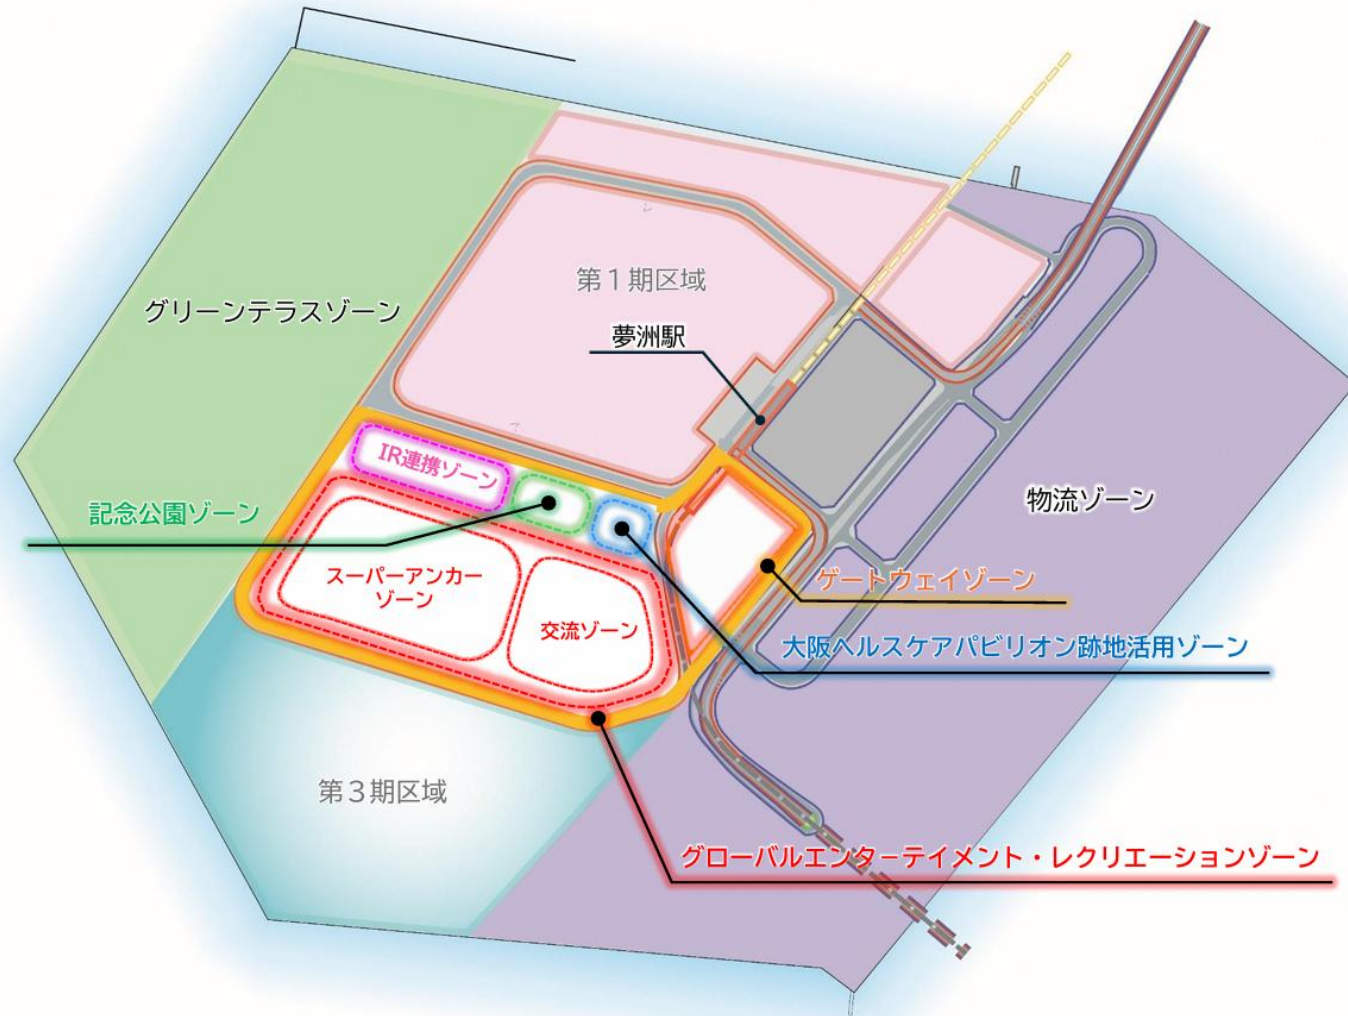 第１期区域
グリーンテラスゾーン
夢洲駅
IR連携ゾーン
物流ゾーン
記念公園ゾーン
スーパーアンカー
ゾーン
ゲートウェイゾーン
交流ゾーン
大阪ヘルスケアパビリオン跡地活用ゾーン
第３期区域
グローバルエンターテイメント・レクリエーションゾーン